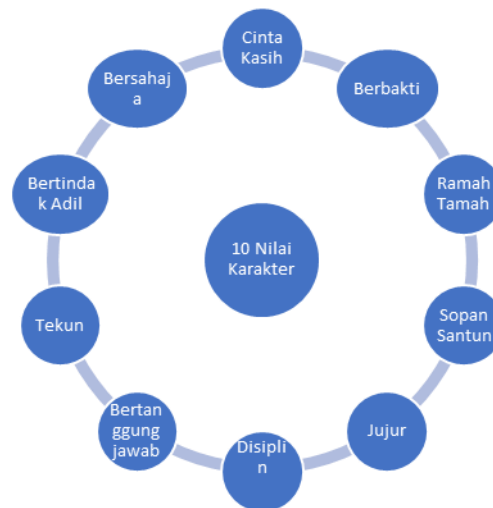 Cinta
Kasih
Berbakti
Ramah
Tamah
Sopan
Santun
Jujur
Disipli
n
Bertan
ggung
jawab
Tekun
Bertinda
k Adil
Bersahaj
a
10 Nilai
Karakter